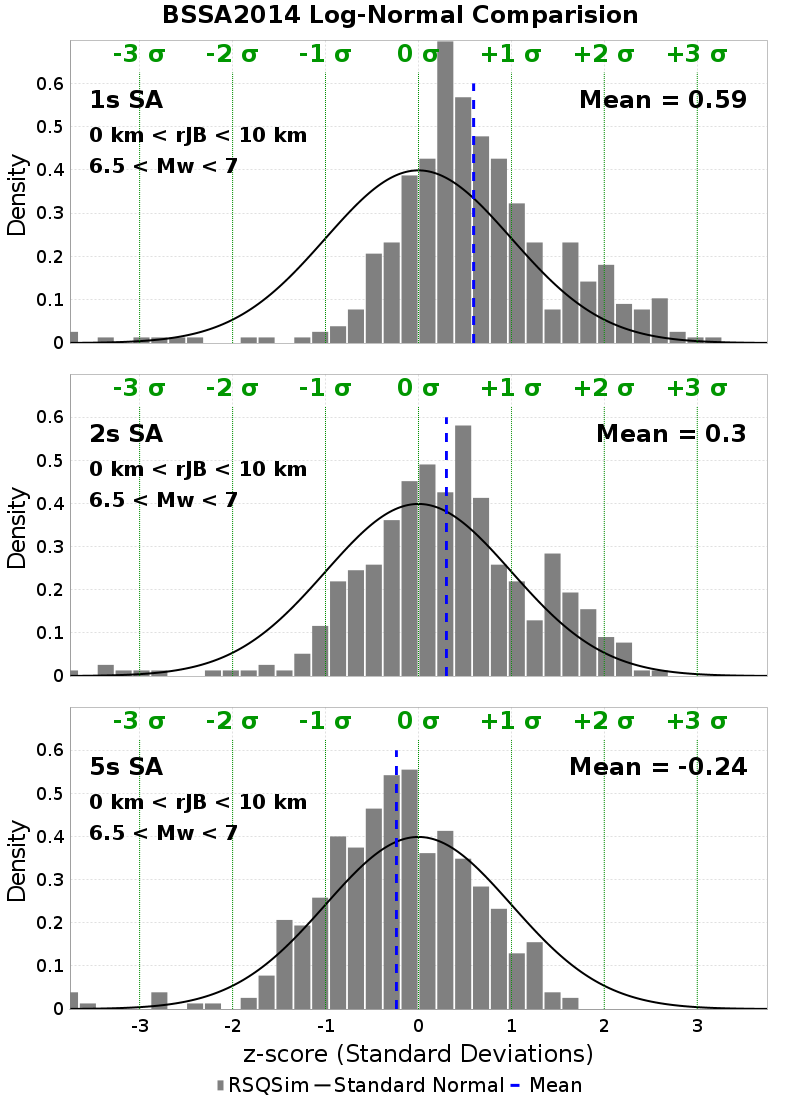 BSSA2014 Log-Normal Comparision
-3 σ -2 σ -1 σ 0 σ +1 σ +2 σ +3 σ
1s SA
Mean = 0.59
0 km < rJB < 10 km
6.5 < Mw < 7
Density
0.6
0.5
0.4
0.3
0.2
0.1
0
-3 σ -2 σ -1 σ 0 σ +1 σ +2 σ +3 σ
2s SA
Mean = 0.3
0 km < rJB < 10 km
6.5 < Mw < 7
Density
0.6
0.5
0.4
0.3
0.2
0.1
0
-3 σ -2 σ -1 σ 0 σ +1 σ +2 σ +3 σ
5s SA
Mean = -0.24
0 km < rJB < 10 km
6.5 < Mw < 7
Density
0.6
0.5
0.4
0.3
0.2
0.1
0
-3 -2 -1 0 1 2 3
z-score (Standard Deviations)
RSQSim Standard Normal Mean